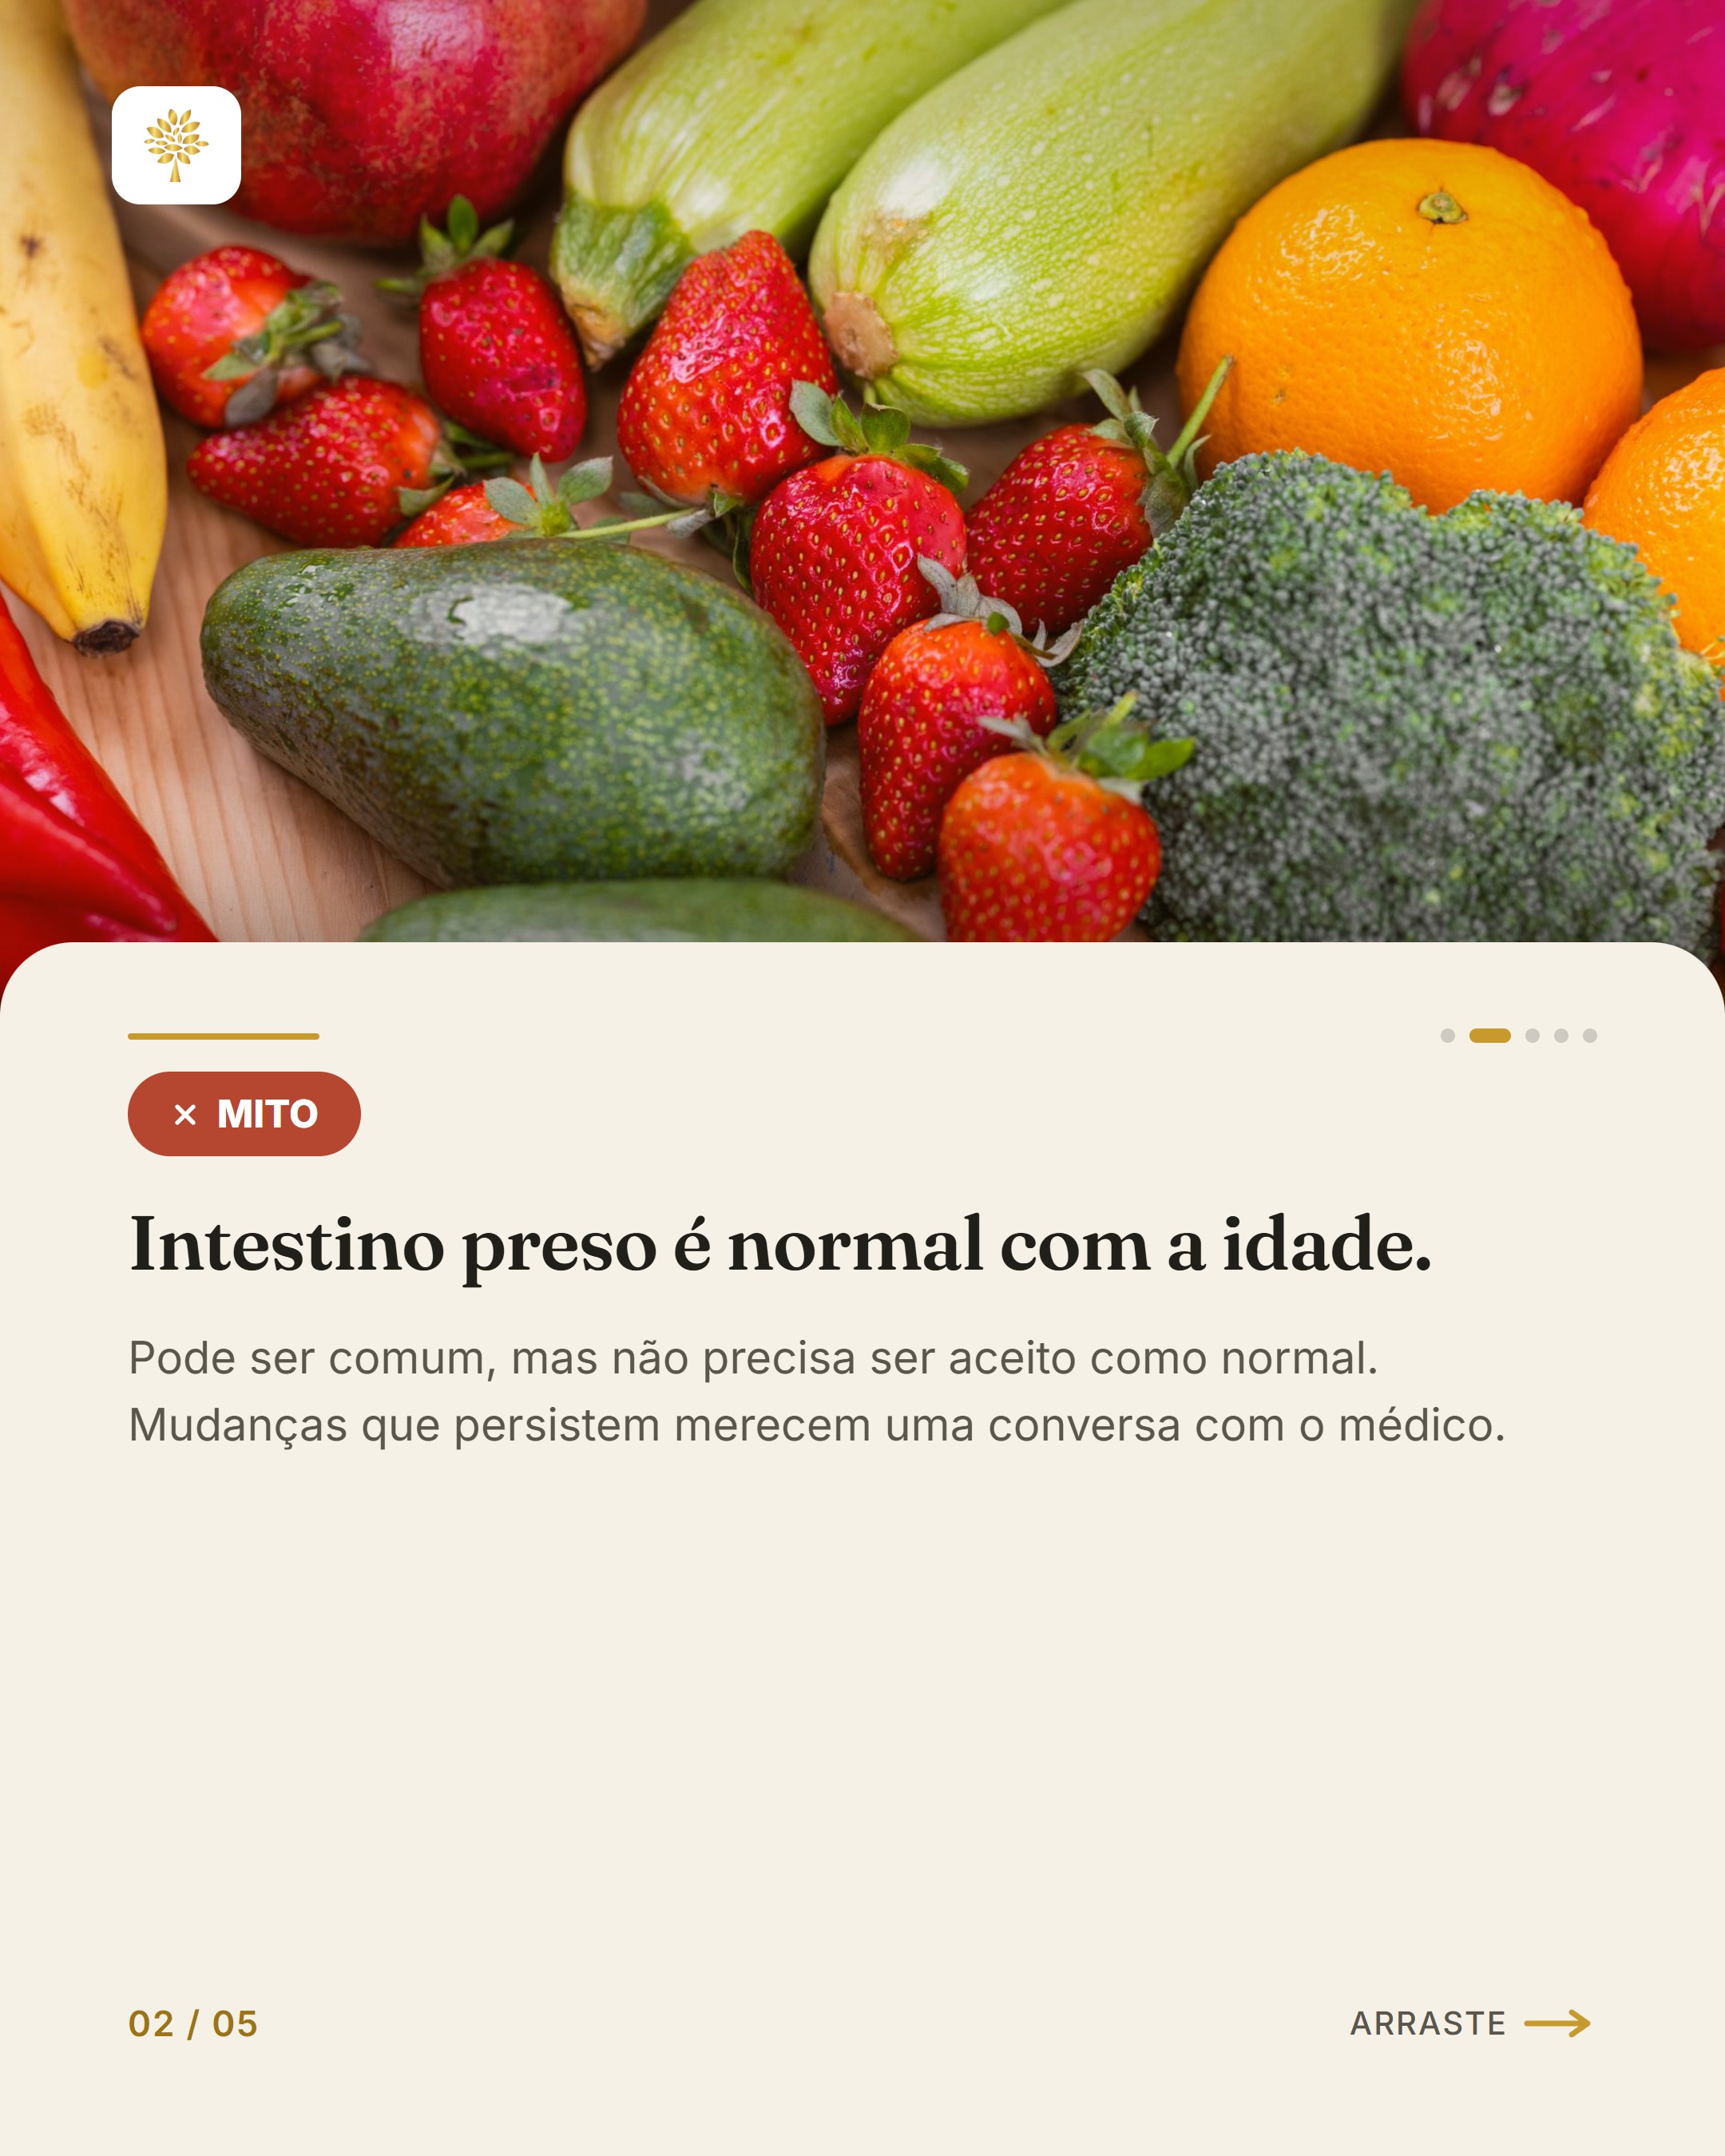 × MITO
Intestino preso é normal com a idade.
Pode ser comum, mas não precisa ser aceito como normal.
Mudanças que persistem merecem uma conversa com o médico.
02 / 05
ARRASTE →